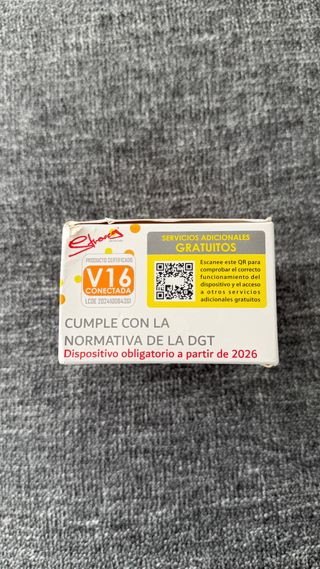 PRODUCTO CERTIFICADO
V16
CONECTADA
SERVICIOS ADICIONALES
GRATUITOS
Escanee este QR para
comprobar el correcto
funcionamiento del
dispositivo y el acceso
a otros servicios
adicionales gratuitos
CUMPLE CON LA
NORMATIVA DE LA DGT
Dispositivo obligatorio a partir de 2026